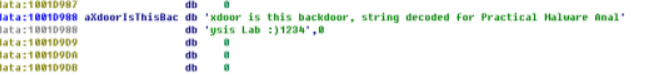 data:1001D987 db 0
data:1001D988 aXdoorIsThisBac db 'xdoor is this backdoor, string decoded for Practical Malware Anal'
data:1001D988 db 'ysis Lab :)1234',0
data:1001D9D9 db 0
data:1001D9DA db 0
data:1001D9DB db 0